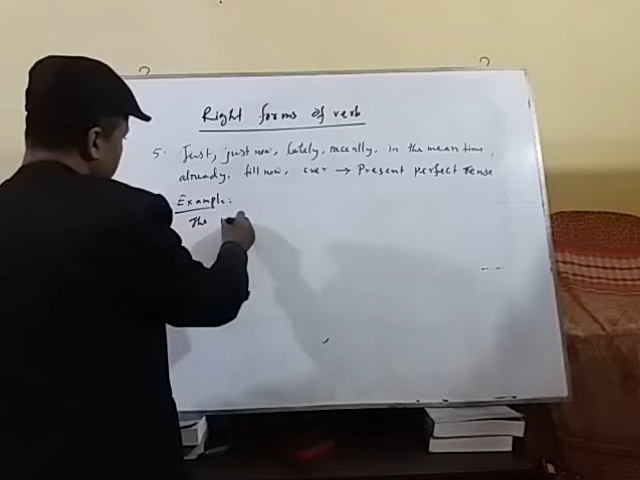 Right forms of verb
5. Just, just now, lately, recently, in the mean time,
already, till now, ever → Present perfect Tense
Example:
The